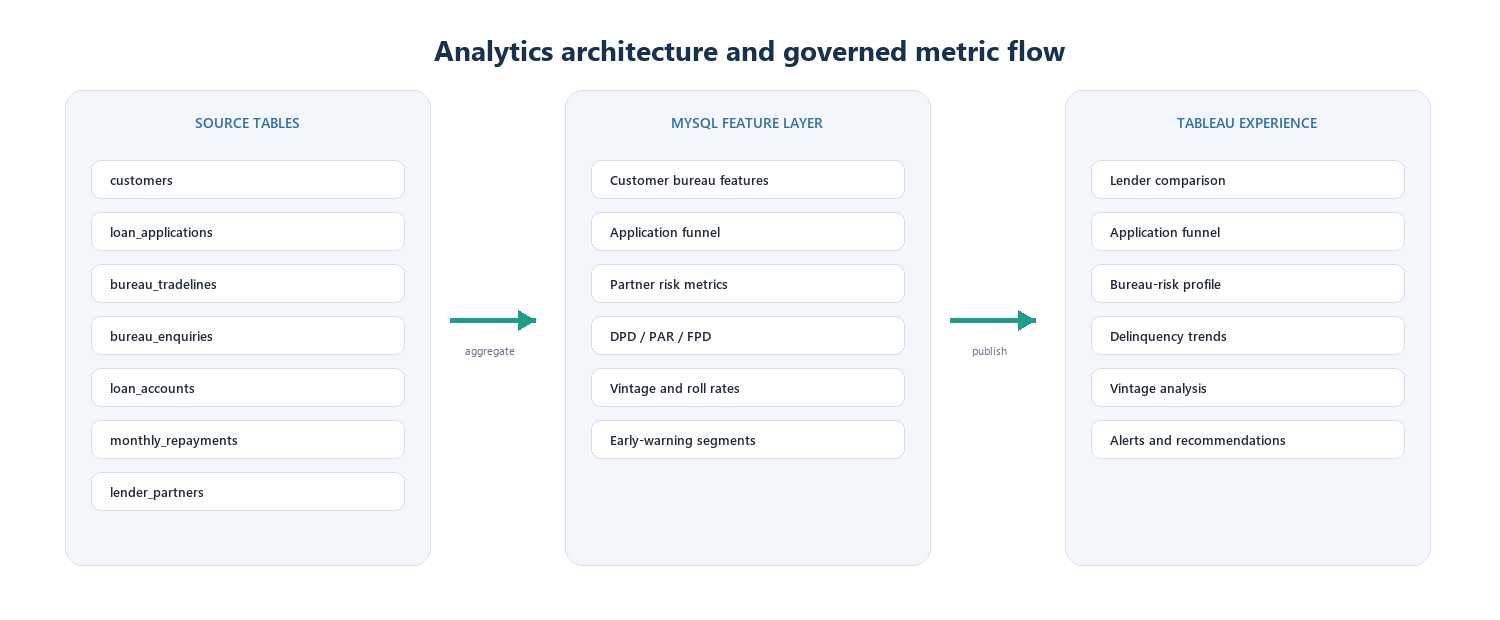 Analytics architecture and governed metric flow
SOURCE TABLES
customers
loan_applications
bureau_tradelines
bureau_enquiries
loan_accounts
monthly_repayments
lender_partners
aggregate
MYSQL FEATURE LAYER
Customer bureau features
Application funnel
Partner risk metrics
DPD / PAR / FPD
Vintage and roll rates
Early-warning segments
publish
TABLEAU EXPERIENCE
Lender comparison
Application funnel
Bureau-risk profile
Delinquency trends
Vintage analysis
Alerts and recommendations